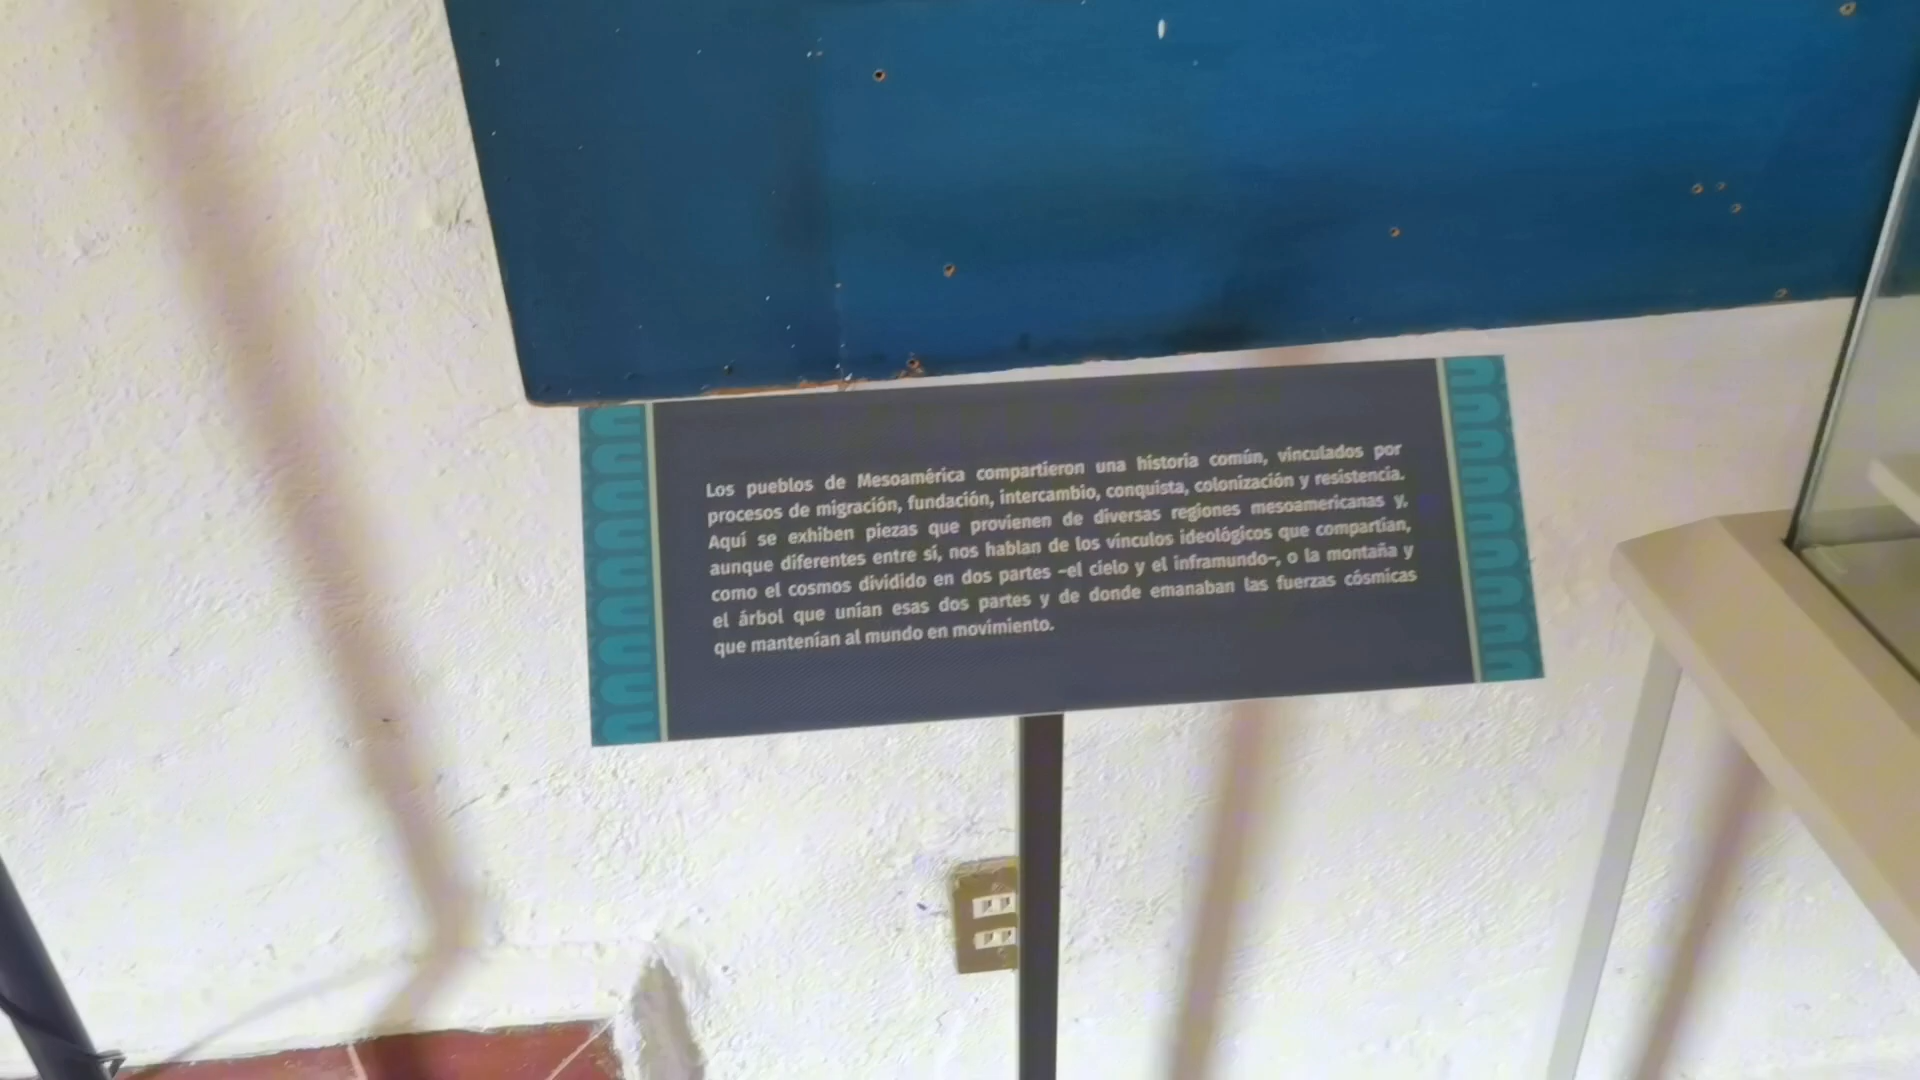 Los pueblos de Mesoamérica compartieron una historia común, vinculados por
procesos de migración, fundación, intercambio, conquista, colonización y resistencia.
Aquí se exhiben piezas que provienen de diversas regiones mesoamericanas y,
aunque diferentes entre sí, nos hablan de los vínculos ideológicos que compartían,
como el cosmos dividido en dos partes –el cielo y el inframundo–, o la montaña y
el árbol que unían esas dos partes y de donde emanaban las fuerzas cósmicas
que mantenían al mundo en movimiento.